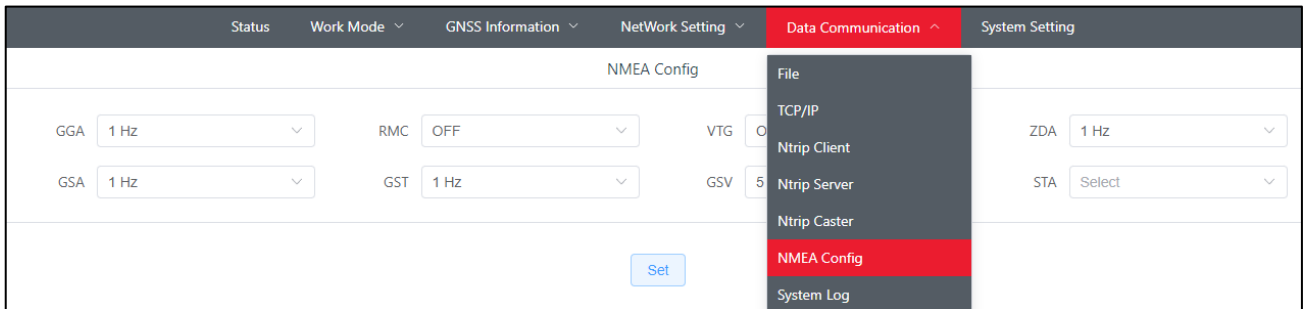 Status Work Mode GNSS Information NetWork Setting Data Communication System Setting
NMEA Config
File
TCP/IP
Ntrip Client
Ntrip Server
Ntrip Caster
NMEA Config
System Log
GGA 1 Hz RMC OFF VTG ZDA 1 Hz
GSA 1 Hz GST 1 Hz GSV 5 STA Select
Set